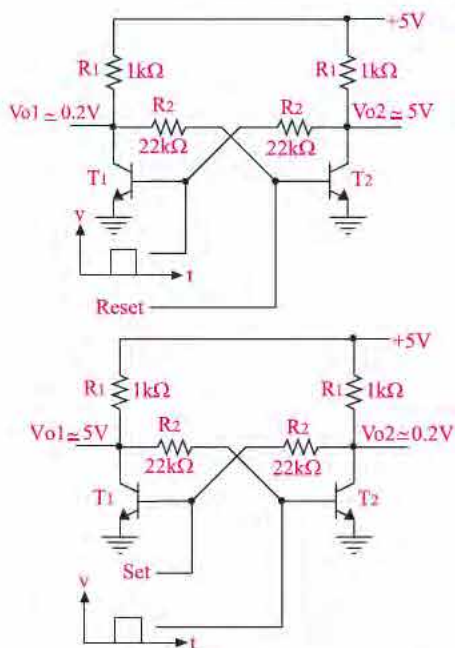 +5V
R1 1kΩ R1 1kΩ
Vo1 ≃ 0.2V R2 R2 Vo2 ≃ 5V
22kΩ 22kΩ
T1 T2
v
t
Reset
+5V
R1 1kΩ R1 1kΩ
Vo1≃5V R2 R2 Vo2≃0.2V
22kΩ 22kΩ
T1 T2
Set
v
t